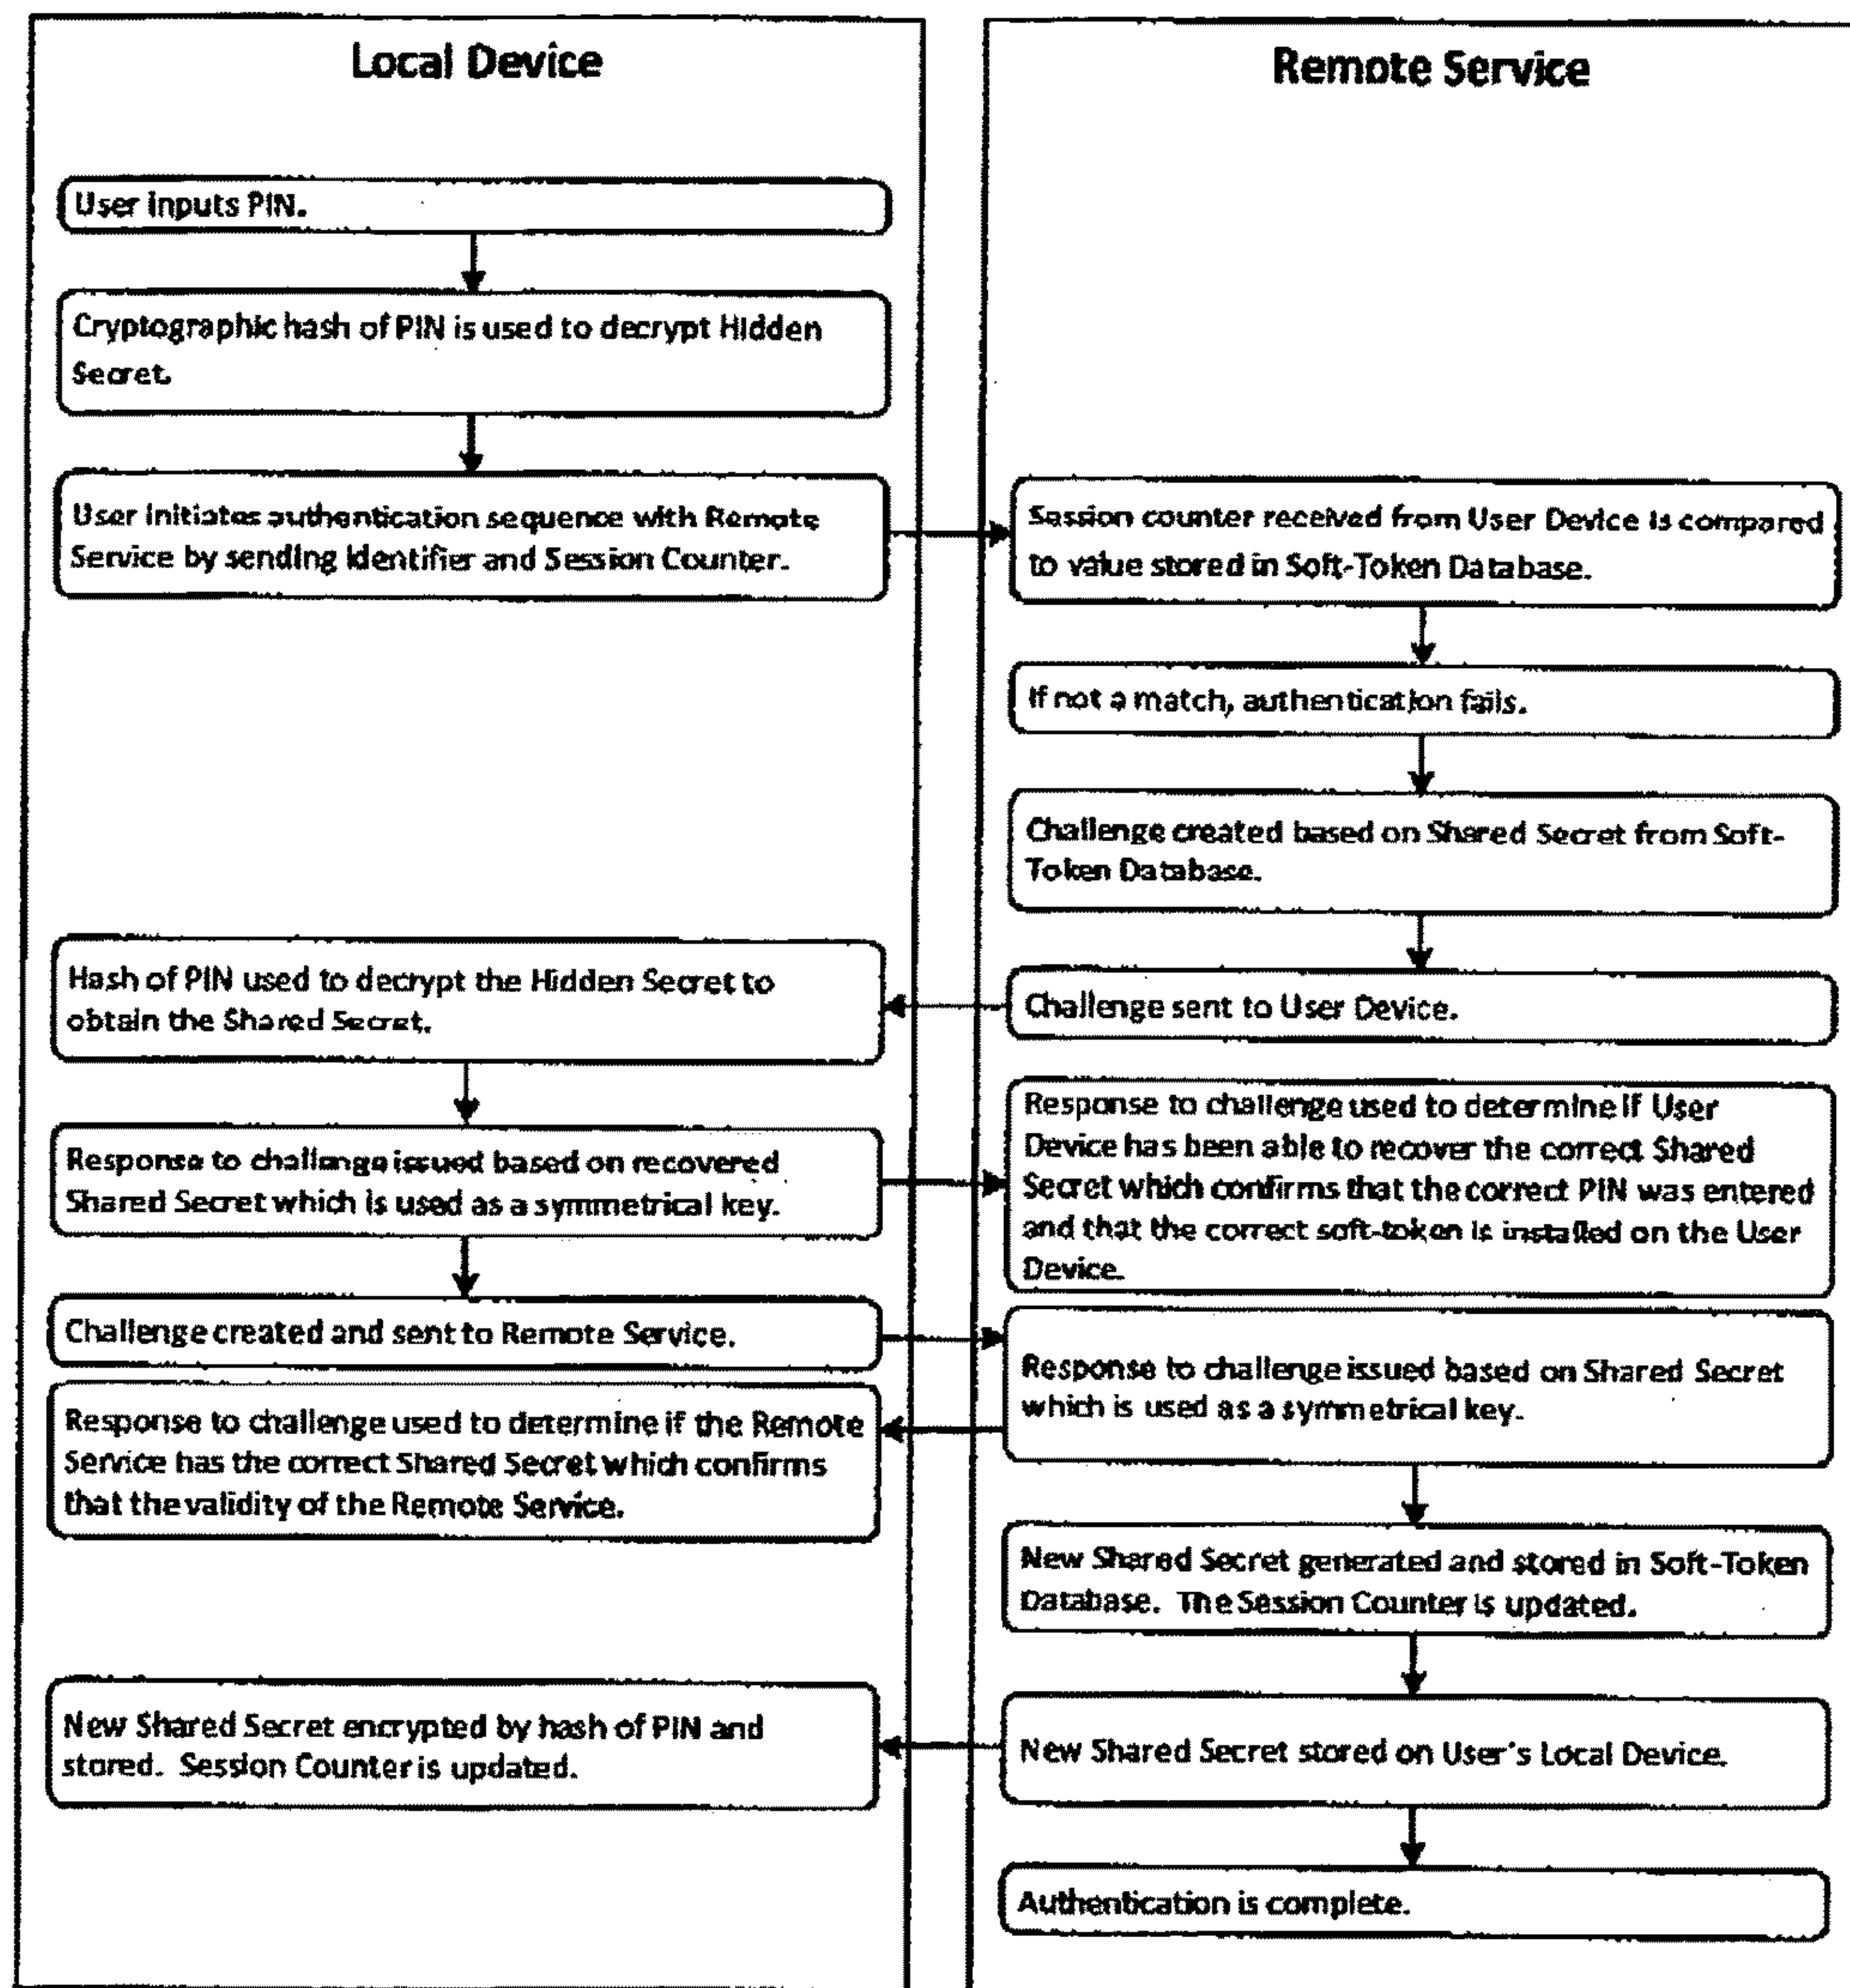 Local Device
User inputs PIN.
Cryptographic hash of PIN is used to decrypt Hidden
Secret.
User initiates authentication sequence with Remote
Service by sending identifier and Session Counter.
Hash of PIN used to decrypt the Hidden Secret to
obtain the Shared Secret.
Response to challenge issued based on recovered
Shared Secret which is used as a symmetrical key.
Challenge created and sent to Remote Service.
Response to challenge used to determine if the Remote
Service has the correct Shared Secret which confirms
that the validity of the Remote Service.
New Shared Secret encrypted by hash of PIN and
stored. Session Counter is updated.
Remote Service
Session counter received from User Device is compared
to value stored in Soft-Token Database.
If not a match, authentication fails.
Challenge created based on Shared Secret from Soft-
Token Database.
Challenge sent to User Device.
Response to challenge used to determine if User
Device has been able to recover the correct Shared
Secret which confirms that the correct PIN was entered
and that the correct soft-token is installed on the User
Device.
Response to challenge issued based on Shared Secret
which is used as a symmetrical key.
New Shared Secret generated and stored in Soft-Token
Database. The Session Counter is updated.
New Shared Secret stored on User's Local Device.
Authentication is complete.